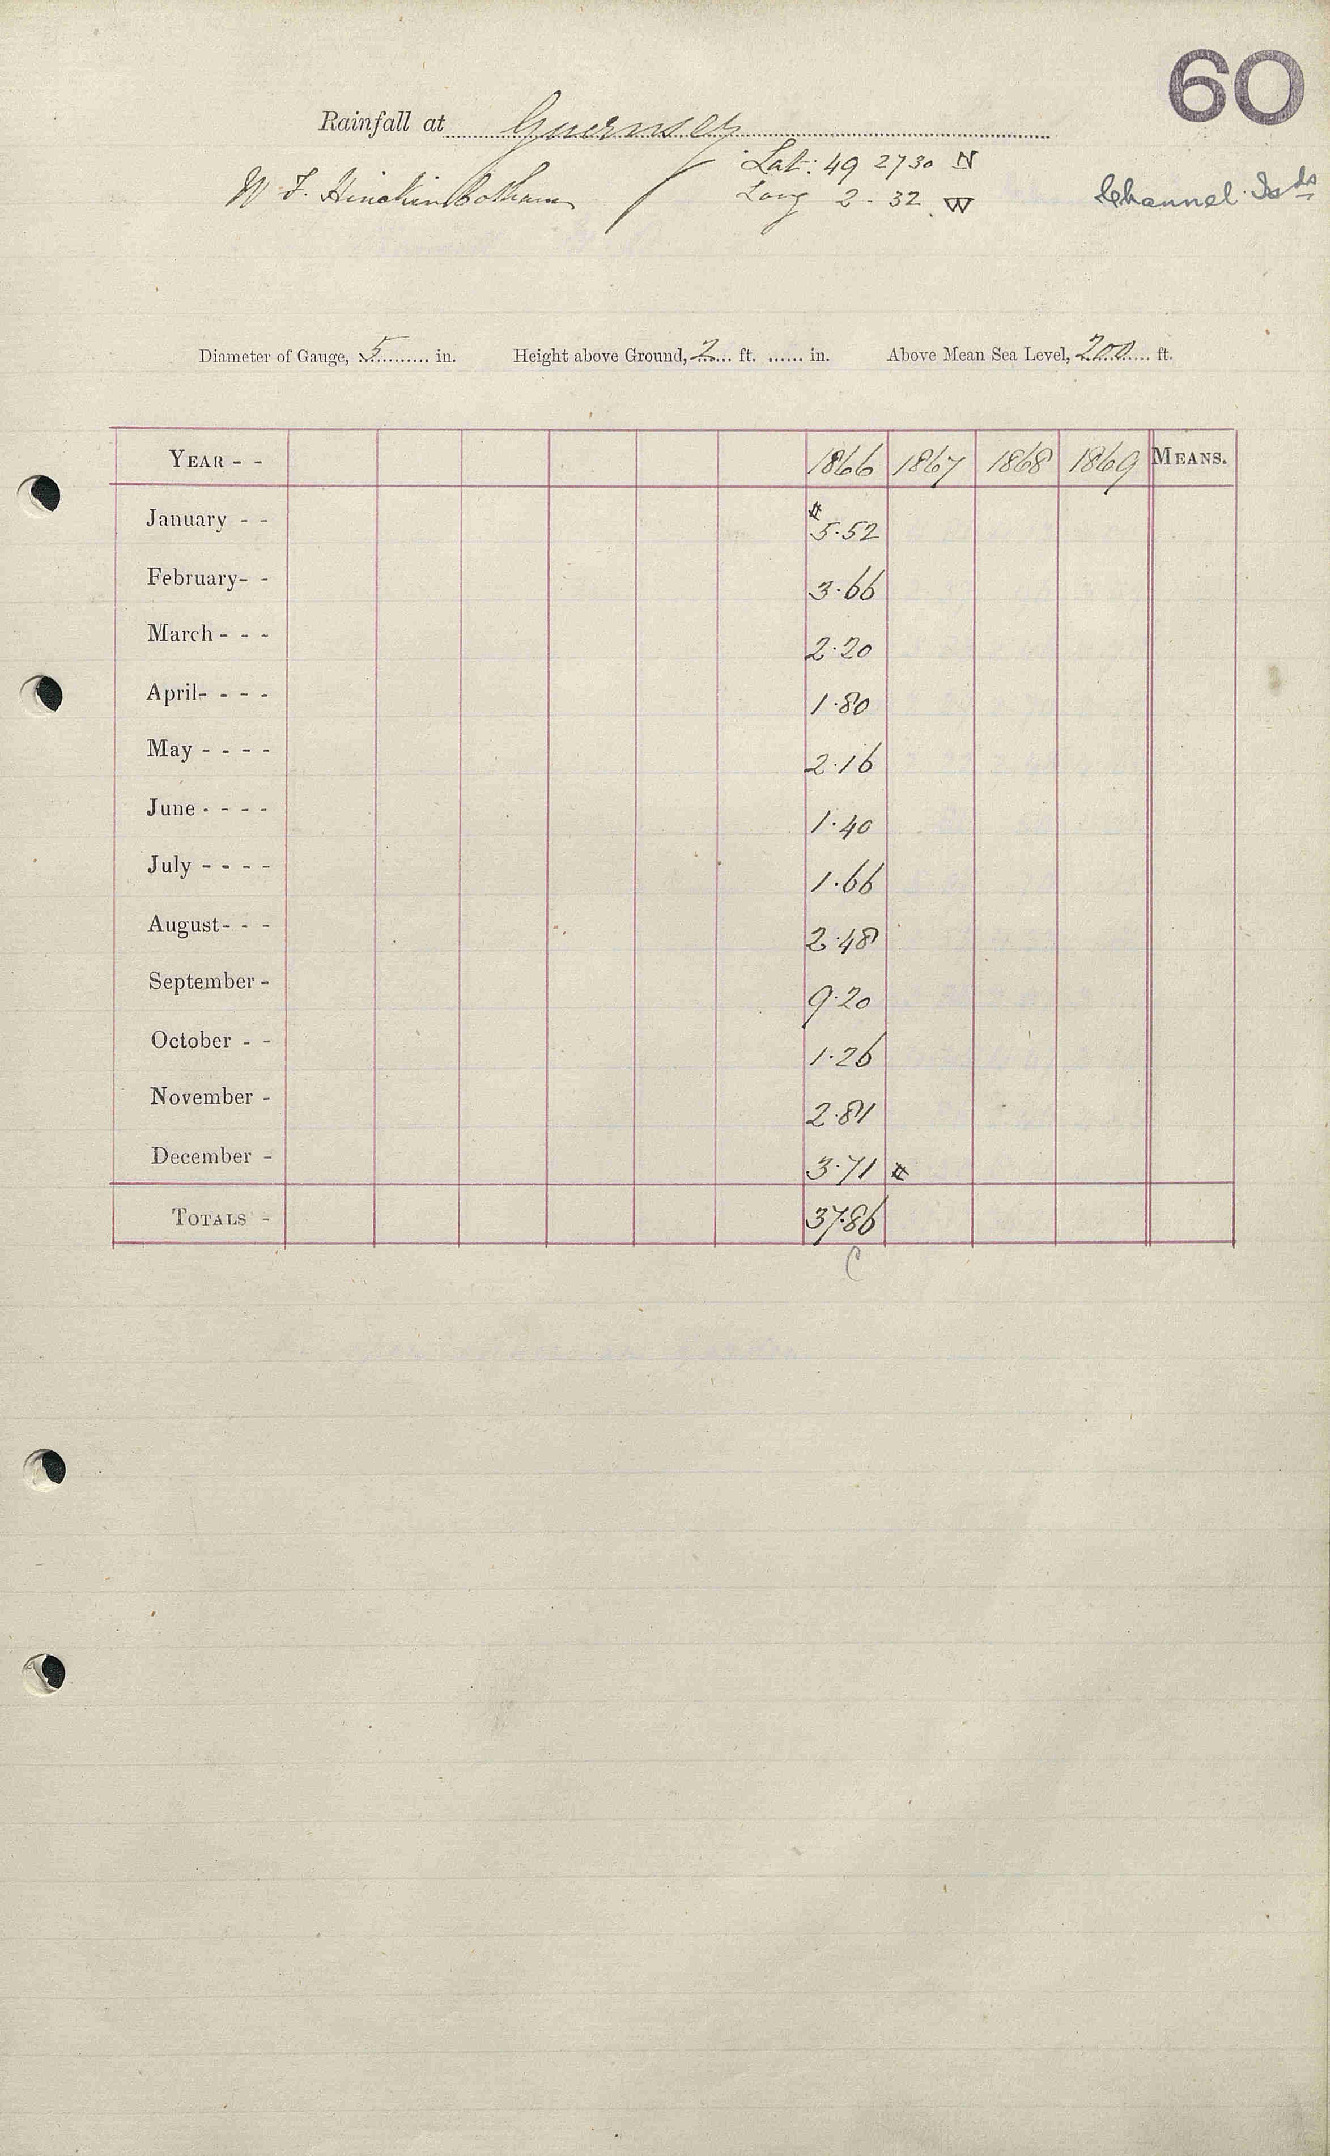 60
Rainfall at Guernsey
Lat: 49 27 30 N
W F. Hinchinbotham Long 2 - 32 W Channel Is ds
Diameter of Gauge, 5 in. Height above Ground, 2 ft. ...... in. Above Mean Sea Level, 200 ft.
YEAR - - 1866 1867 1868 1869 MEANS.
January - - # 5.52
February- - 3.66
March - - - 2.20
April- - - - 1.80
May - - - - 2.16
June - - - - 1.40
July - - - - 1.66
August- - - 2.48
September - 9.20
October - - 1.26
November - 2.81
December - 3.71 #
TOTALS - 37.86
C